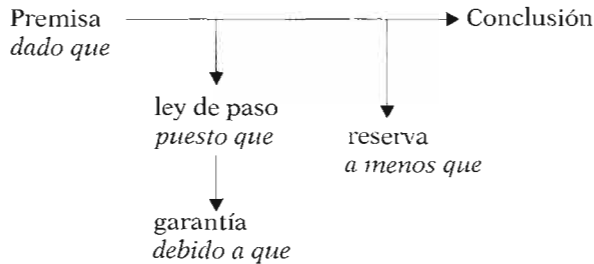 Premisa
dado que
Conclusión
ley de paso
puesto que
reserva
a menos que
garantía
debido a que